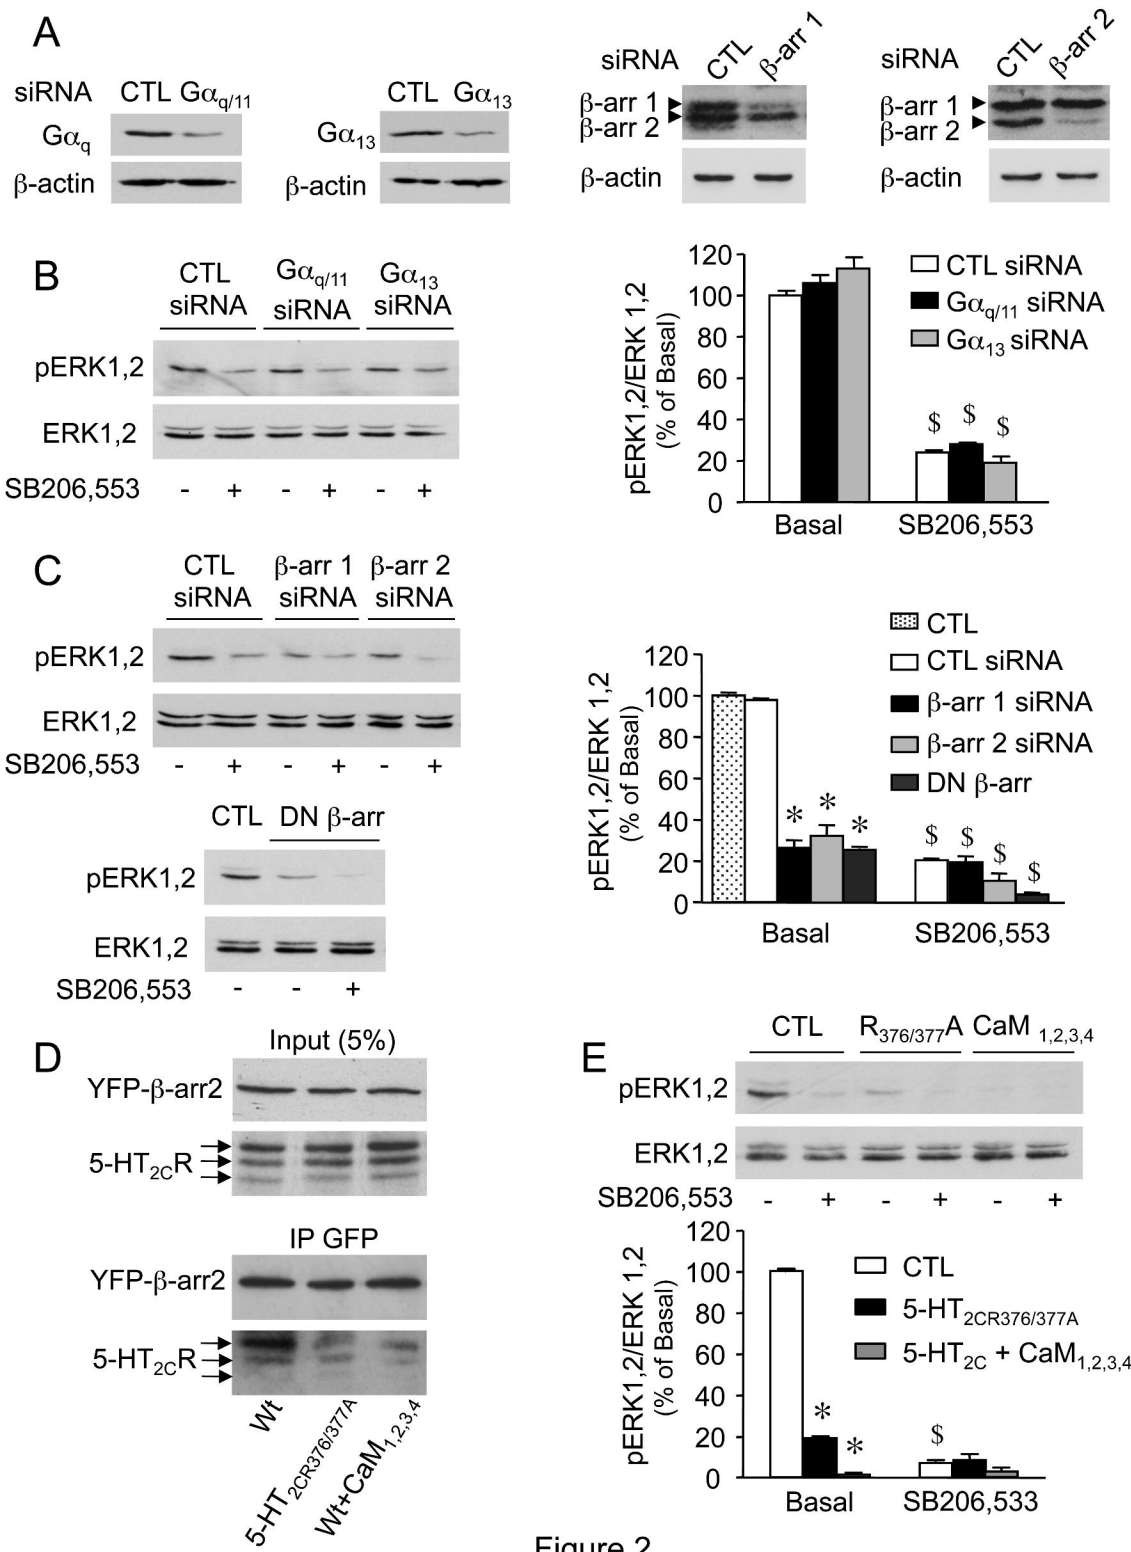 A
siRNA CTL Gαq/11
Gαq
β-actin
CTL Gα13
Gα13
β-actin
siRNA CTL β-arr 1
β-arr 1
β-arr 2
β-actin
siRNA CTL β-arr 2
β-arr 1
β-arr 2
β-actin
B
CTL siRNA
Gαq/11 siRNA
Gα13 siRNA
pERK1,2
ERK1,2
SB206,553 - + - + - +
pERK1,2/ERK 1,2
(% of Basal)
120
100
80
60
40
20
0
CTL siRNA
Gαq/11 siRNA
Gα13 siRNA
$ $ $
Basal SB206,553
C
CTL siRNA
β-arr 1 siRNA
β-arr 2 siRNA
pERK1,2
ERK1,2
SB206,553 - + - + - +
CTL DN β-arr
pERK1,2
ERK1,2
SB206,553 - - +
pERK1,2/ERK 1,2
(% of Basal)
120
100
80
60
40
20
0
CTL
CTL siRNA
β-arr 1 siRNA
β-arr 2 siRNA
DN β-arr
* * *
$ $ $ $
Basal SB206,553
D
Input (5%)
YFP-β-arr2
5-HT2CR
IP GFP
YFP-β-arr2
5-HT2CR
Wt
5-HT2CR376/377A
Wt+CaM1,2,3,4
E
CTL R376/377A CaM 1,2,3,4
pERK1,2
ERK1,2
SB206,553 - + - + - +
pERK1,2/ERK 1,2
(% of Basal)
120
100
80
60
40
20
0
CTL
5-HT2CR376/377A
5-HT2C + CaM1,2,3,4
* *
$
Basal SB206,533
Figure 2